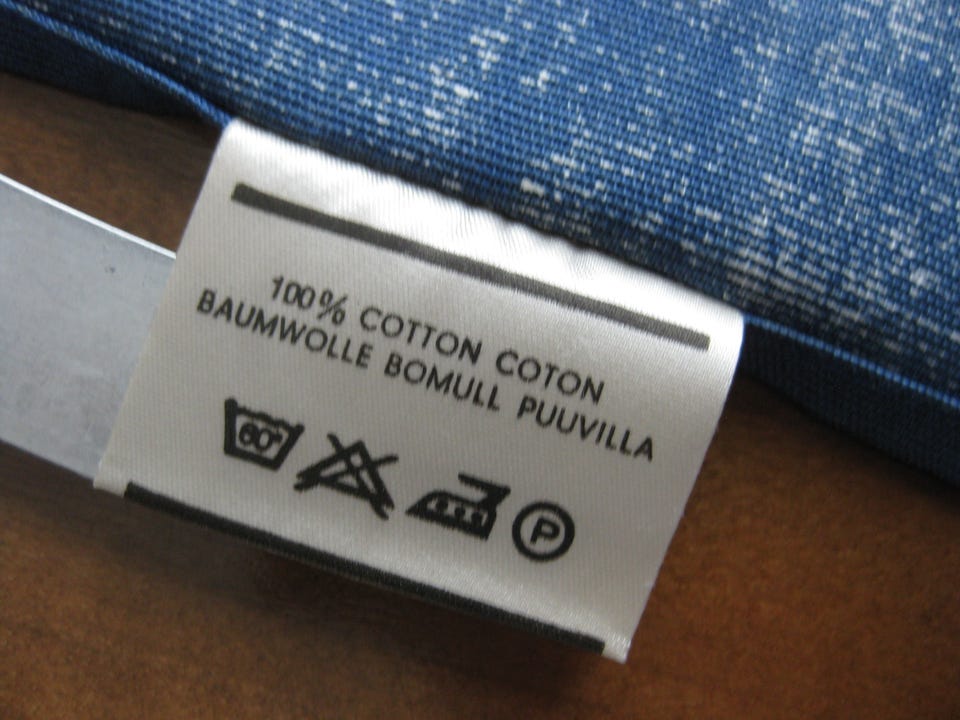 100% COTTON COTON
BAUMWOLLE BOMULL PUUVILLA
60° P